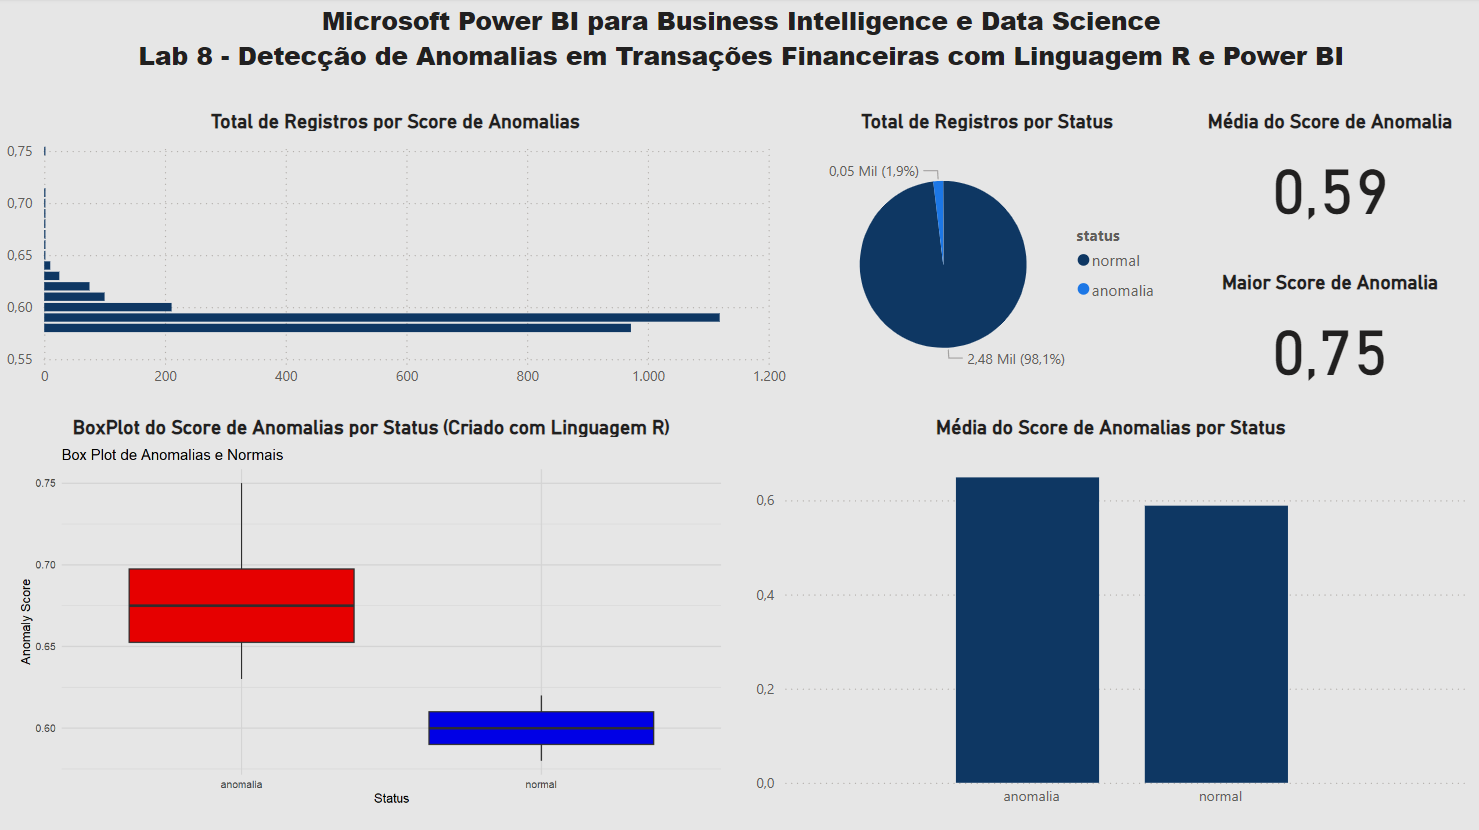 Microsoft Power BI para Business Intelligence e Data Science
Lab 8 - Detecção de Anomalias em Transações Financeiras com Linguagem R e Power BI
Total de Registros por Score de Anomalias
0,75
0,70
0,65
0,60
0,55
0
200
400
600
800
1.000
1.200
Total de Registros por Status
0,05 Mil (1,9%)
2,48 Mil (98,1%)
status
normal
anomalia
Média do Score de Anomalia
0,59
Maior Score de Anomalia
0,75
BoxPlot do Score de Anomalias por Status (Criado com Linguagem R)
Box Plot de Anomalias e Normais
Anomaly Score
0.75
0.70
0.65
0.60
anomalia
normal
Status
Média do Score de Anomalias por Status
0,6
0,4
0,2
0,0
anomalia
normal